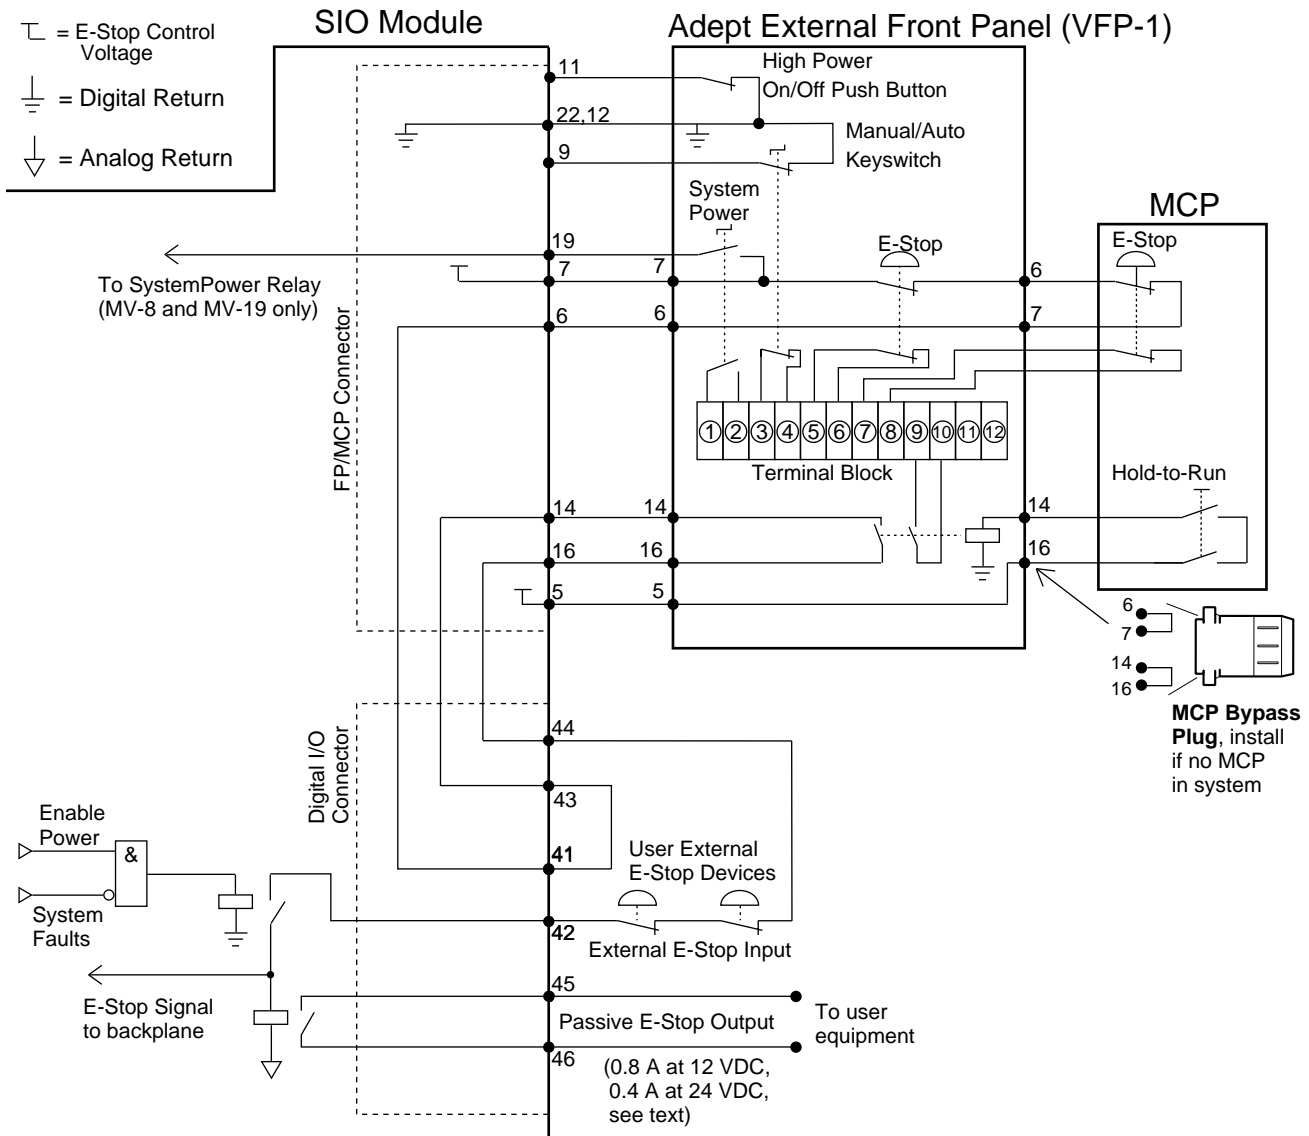 SIO Module
Adept External Front Panel (VFP-1)
= E-Stop Control
Voltage
= Digital Return
= Analog Return
11
22,12
9
High Power
On/Off Push Button
Manual/Auto
Keyswitch
System
Power
MCP
E-Stop
E-Stop
19
7
7
6
To SystemPower Relay
(MV-8 and MV-19 only)
6
6
7
FP/MCP Connector
1 2 3 4 5 6 7 8 9 10 11 12
Terminal Block
Hold-to-Run
14
14
14
16
16
16
5
5
6
7
14
16
MCP Bypass
Plug, install
if no MCP
in system
Digital I/O
Connector
44
43
41
42
Enable
Power
&
System
Faults
User External
E-Stop Devices
External E-Stop Input
E-Stop Signal
to backplane
45
Passive E-Stop Output
46
To user
equipment
(0.8 A at 12 VDC,
0.4 A at 24 VDC,
see text)